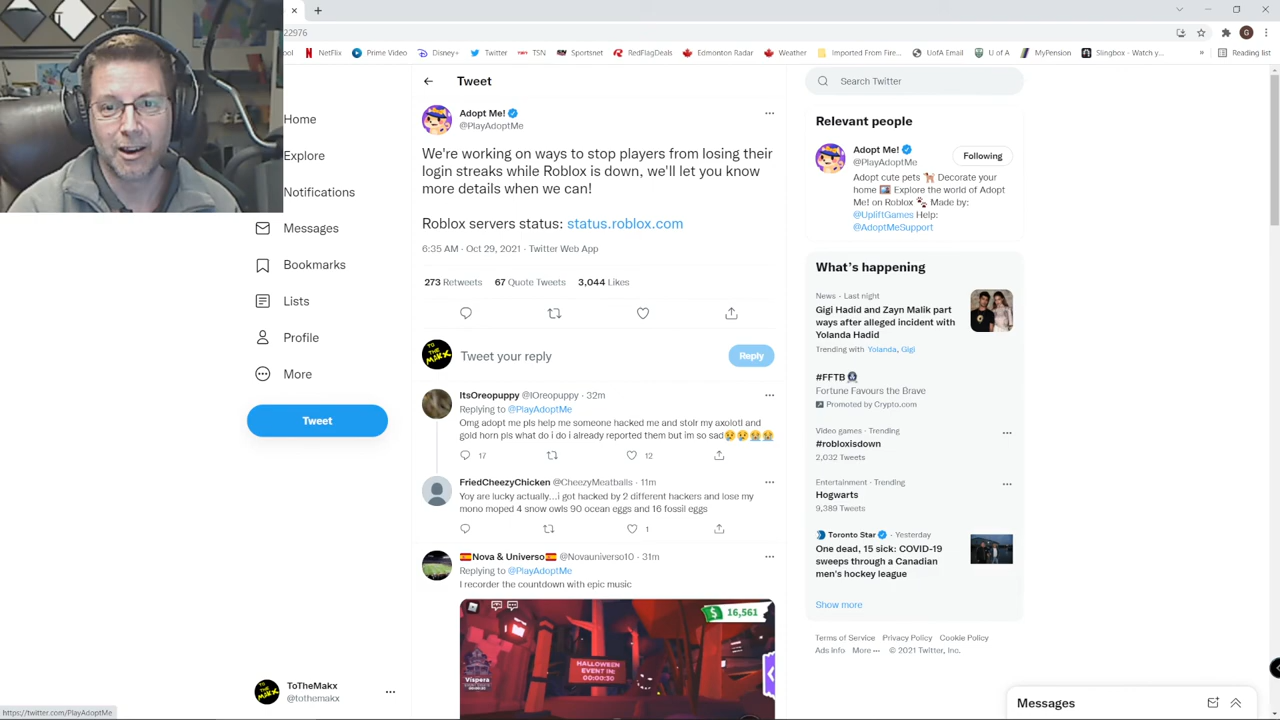 22976
G
ool
NetFlix
Prime Video
Disney+
Twitter
TSN
Sportsnet
RedFlagDeals
Edmonton Radar
Weather
Imported From Fire...
UofA Email
U of A
MyPension
Slingbox - Watch y...
»
Reading list
Home
Explore
Notifications
Messages
Bookmarks
Lists
Profile
More
Tweet
ToTheMakx
@tothemakx
https://twitter.com/PlayAdoptMe
Tweet
Adopt Me!
@PlayAdoptMe
We're working on ways to stop players from losing their
login streaks while Roblox is down, we'll let you know
more details when we can!
Roblox servers status: status.roblox.com
6:35 AM · Oct 29, 2021 · Twitter Web App
273 Retweets 67 Quote Tweets 3,044 Likes
TO THE MAKX
Tweet your reply
Reply
ItsOreopuppy @IOreopuppy · 32m
Replying to @PlayAdoptMe
Omg adopt me pls help me someone hacked me and stolr my axolotl and
gold horn pls what do i do i already reported them but im so sad😢😢😭😭
17
12
FriedCheezyChicken @CheezyMeatballs · 11m
Yoy are lucky actually...i got hacked by 2 different hackers and lose my
mono moped 4 snow owls 90 ocean eggs and 16 fossil eggs
1
🇪🇸Nova & Universo🇪🇸 @Novauniverso10 · 31m
Replying to @PlayAdoptMe
I recorder the countdown with epic music
$ 16,561
HALLOWEEN
EVENT IN:
00:00:30
Víspera
Search Twitter
Relevant people
Adopt Me!
@PlayAdoptMe
Following
Adopt cute pets 🐕 Decorate your
home 🖼 Explore the world of Adopt
Me! on Roblox 🐾 Made by:
@UpliftGames Help:
@AdoptMeSupport
What's happening
News · Last night
Gigi Hadid and Zayn Malik part
ways after alleged incident with
Yolanda Hadid
Trending with Yolanda, Gigi
#FFTB
Fortune Favours the Brave
Promoted by Crypto.com
Video games · Trending
#robloxisdown
2,032 Tweets
Entertainment · Trending
Hogwarts
9,389 Tweets
Toronto Star · Yesterday
One dead, 15 sick: COVID-19
sweeps through a Canadian
men's hockey league
Show more
Terms of Service Privacy Policy Cookie Policy
Ads info More ··· © 2021 Twitter, Inc.
Messages